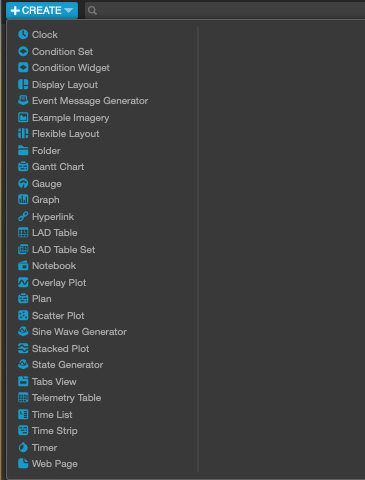 CREATE
Clock
Condition Set
Condition Widget
Display Layout
Event Message Generator
Example Imagery
Flexible Layout
Folder
Gantt Chart
Gauge
Graph
Hyperlink
LAD Table
LAD Table Set
Notebook
Overlay Plot
Plan
Scatter Plot
Sine Wave Generator
Stacked Plot
State Generator
Tabs View
Telemetry Table
Time List
Time Strip
Timer
Web Page